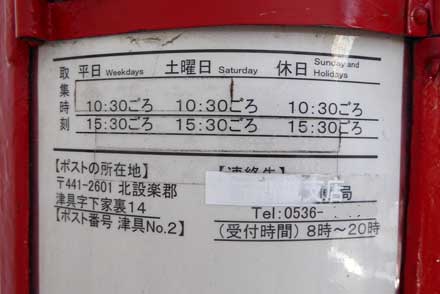 取集時刻
平日 Weekdays 土曜日 Saturday 休日 Sunday and Holidays
10:30ごろ 10:30ごろ 10:30ごろ
15:30ごろ 15:30ごろ 15:30ごろ
【ポストの所在地】
〒441-2601 北設楽郡
津具字下家裏14
【ポスト番号 津具No.2】
【連絡先】
局
Tel:0536-
(受付時間) 8時～20時